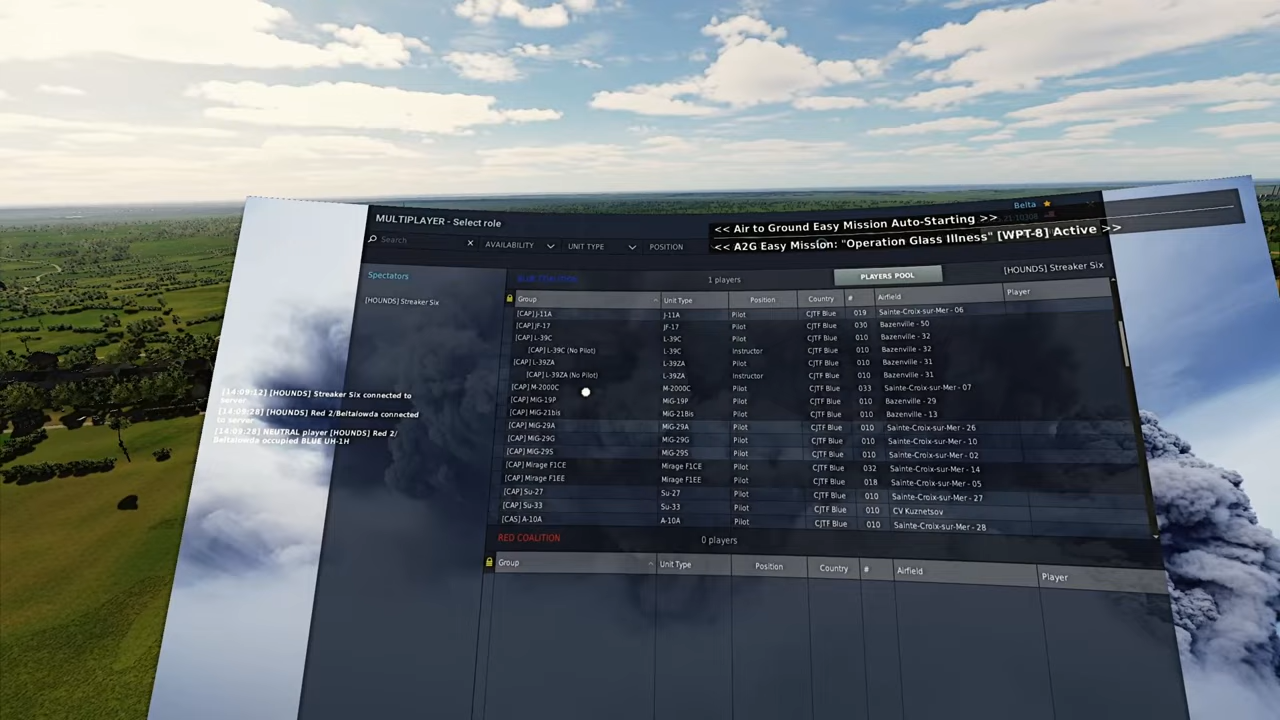 MULTIPLAYER - Select role
Belta
<< Air to Ground Easy Mission Auto-Starting >>
<< A2G Easy Mission: "Operation Glass Illness" [WPT-8] Active >>
Search
AVAILABILITY UNIT TYPE POSITION
Spectators
[HOUNDS] Streaker Six
BLUE COALITION 1 players PLAYERS POOL [HOUNDS] Streaker Six
Group Unit Type Position Country # Airfield Player
[CAP] J-11A J-11A Pilot CJTF Blue 019 Sainte-Croix-sur-Mer - 06
[CAP] JF-17 JF-17 Pilot CJTF Blue 030 Bazenville - 50
[CAP] L-39C L-39C Pilot CJTF Blue 010 Bazenville - 32
[CAP] L-39C (No Pilot) L-39C Instructor CJTF Blue 010 Bazenville - 32
[CAP] L-39ZA L-39ZA Pilot CJTF Blue 010 Bazenville - 31
[CAP] L-39ZA (No Pilot) L-39ZA Instructor CJTF Blue 010 Bazenville - 31
[CAP] M-2000C M-2000C Pilot CJTF Blue 033 Sainte-Croix-sur-Mer - 07
[CAP] MiG-19P MiG-19P Pilot CJTF Blue 010 Bazenville - 29
[CAP] MiG-21bis MiG-21Bis Pilot CJTF Blue 010 Bazenville - 13
[CAP] MiG-29A MiG-29A Pilot CJTF Blue 010 Sainte-Croix-sur-Mer - 26
[CAP] MiG-29G MiG-29G Pilot CJTF Blue 010 Sainte-Croix-sur-Mer - 10
[CAP] MiG-29S MiG-29S Pilot CJTF Blue 010 Sainte-Croix-sur-Mer - 02
[CAP] Mirage F1CE Mirage F1CE Pilot CJTF Blue 032 Sainte-Croix-sur-Mer - 14
[CAP] Mirage F1EE Mirage F1EE Pilot CJTF Blue 018 Sainte-Croix-sur-Mer - 05
[CAP] Su-27 Su-27 Pilot CJTF Blue 010 Sainte-Croix-sur-Mer - 27
[CAP] Su-33 Su-33 Pilot CJTF Blue 010 CV Kuznetsov
[CAS] A-10A A-10A Pilot CJTF Blue 010 Sainte-Croix-sur-Mer - 28
[14:09:12] [HOUNDS] Streaker Six connected to
server
[14:09:28] [HOUNDS] Red 2/Beltalowda connected
to server
[14:09:28] NEUTRAL player [HOUNDS] Red 2/
Beltalowda occupied BLUE UH-1H
RED COALITION 0 players
Group Unit Type Position Country # Airfield Player